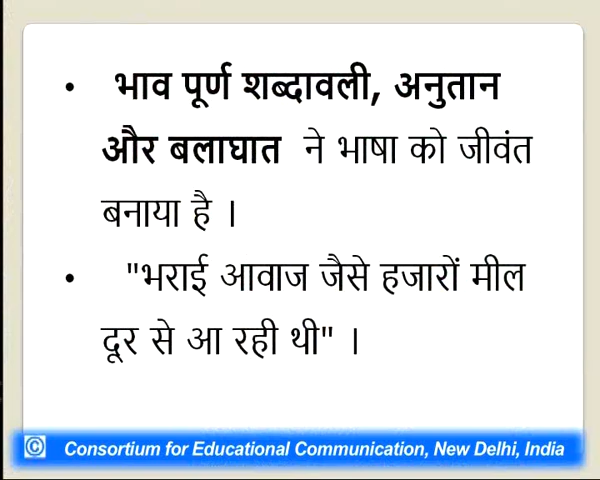 • भाव पूर्ण शब्दावली, अनुतान
और बलाघात ने भाषा को जीवंत
बनाया है ।
• "भराई आवाज जैसे हजारों मील
दूर से आ रही थी" ।
© Consortium for Educational Communication, New Delhi, India